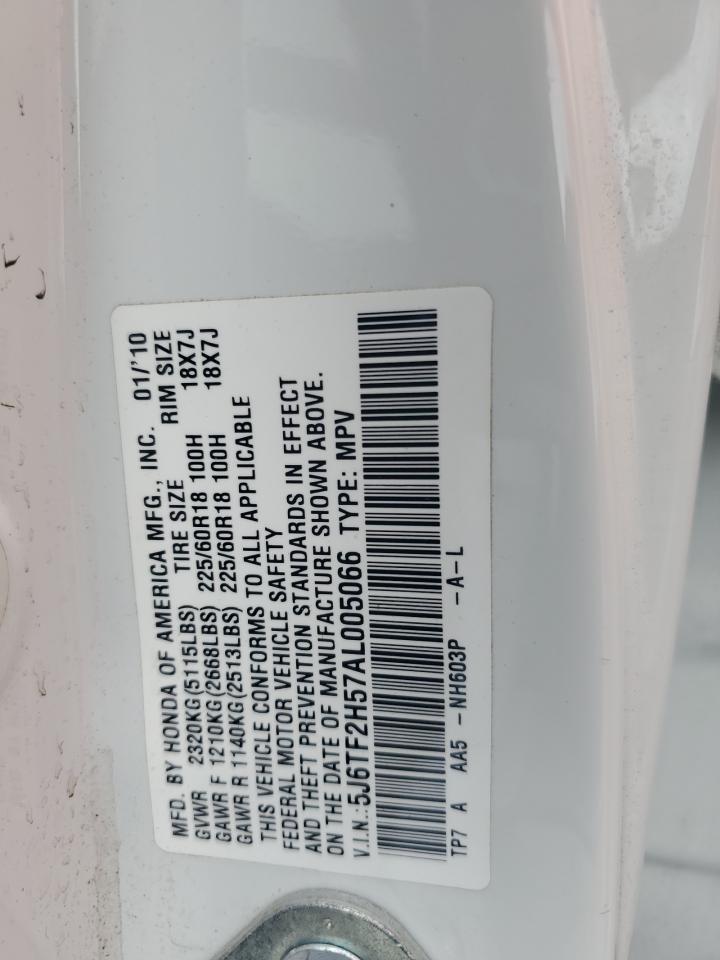 MFD. BY HONDA OF AMERICA MFG., INC. 01/'10
GVWR 2320KG(5115LBS) TIRE SIZE RIM SIZE
GAWR F 1210KG(2668LBS) 225/60R18 100H 18X7J
GAWR R 1140KG(2513LBS) 225/60R18 100H 18X7J
THIS VEHICLE CONFORMS TO ALL APPLICABLE
FEDERAL MOTOR VEHICLE SAFETY
AND THEFT PREVENTION STANDARDS IN EFFECT
ON THE DATE OF MANUFACTURE SHOWN ABOVE.
V.I.N.: 5J6TF2H57AL005066 TYPE: MPV
TP7 A AA5 -NH603P -A-L